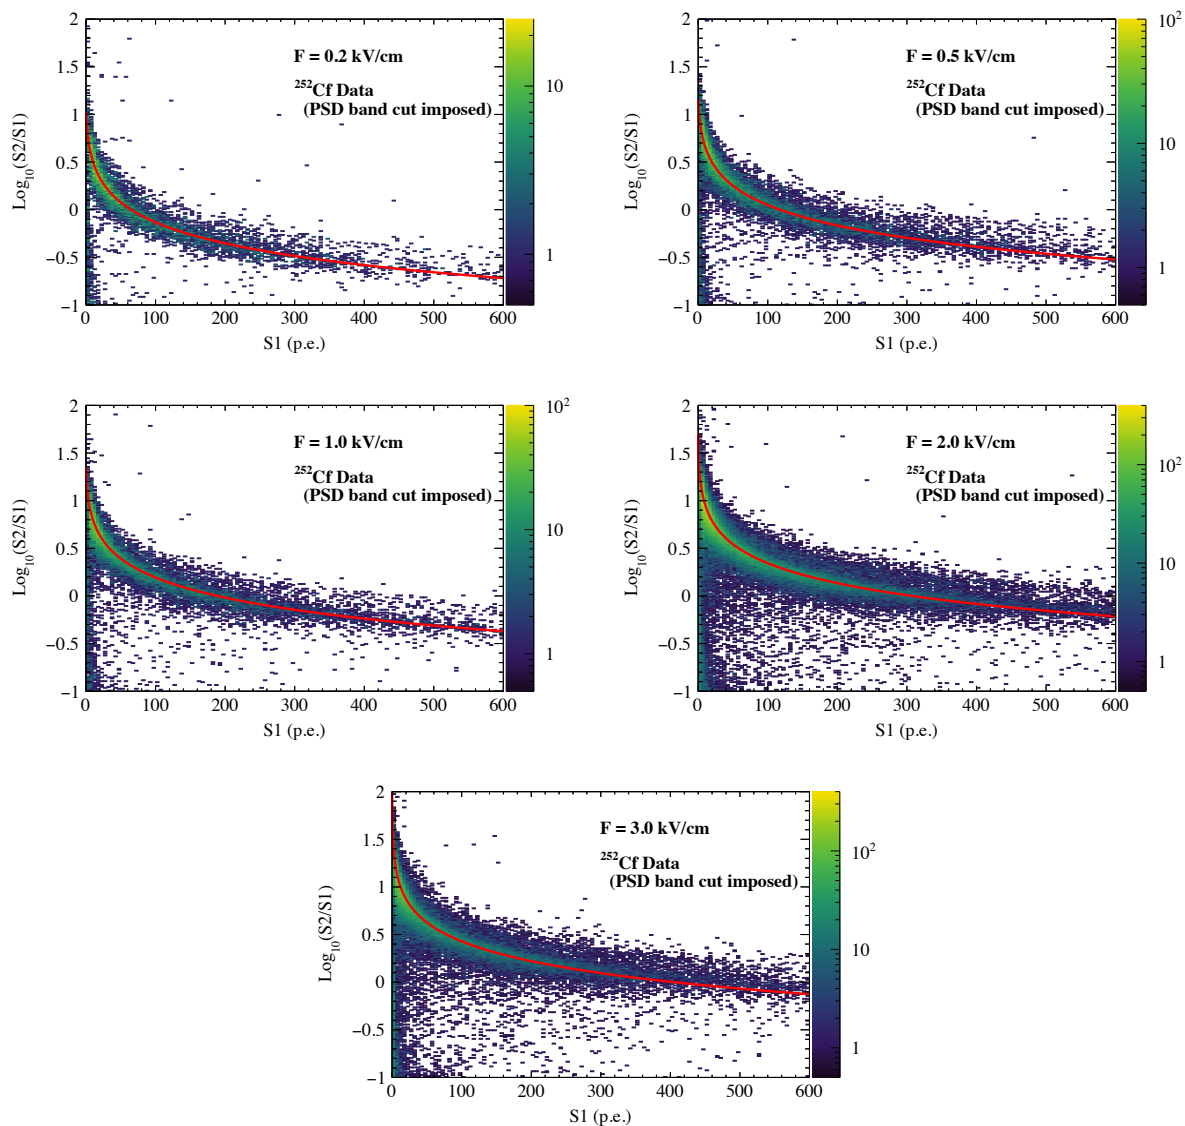 F = 0.2 kV/cm
²⁵²Cf Data
(PSD band cut imposed)
Log₁₀(S2/S1)
2
1.5
1
0.5
0
−0.5
−1
0 100 200 300 400 500 600
S1 (p.e.)
10
1
F = 0.5 kV/cm
²⁵²Cf Data
(PSD band cut imposed)
Log₁₀(S2/S1)
2
1.5
1
0.5
0
−0.5
−1
0 100 200 300 400 500 600
S1 (p.e.)
10²
10
1
F = 1.0 kV/cm
²⁵²Cf Data
(PSD band cut imposed)
Log₁₀(S2/S1)
2
1.5
1
0.5
0
−0.5
−1
0 100 200 300 400 500 600
S1 (p.e.)
10²
10
1
F = 2.0 kV/cm
²⁵²Cf Data
(PSD band cut imposed)
Log₁₀(S2/S1)
2
1.5
1
0.5
0
−0.5
−1
0 100 200 300 400 500 600
S1 (p.e.)
10²
10
1
F = 3.0 kV/cm
²⁵²Cf Data
(PSD band cut imposed)
Log₁₀(S2/S1)
2
1.5
1
0.5
0
−0.5
−1
0 100 200 300 400 500 600
S1 (p.e.)
10²
10
1